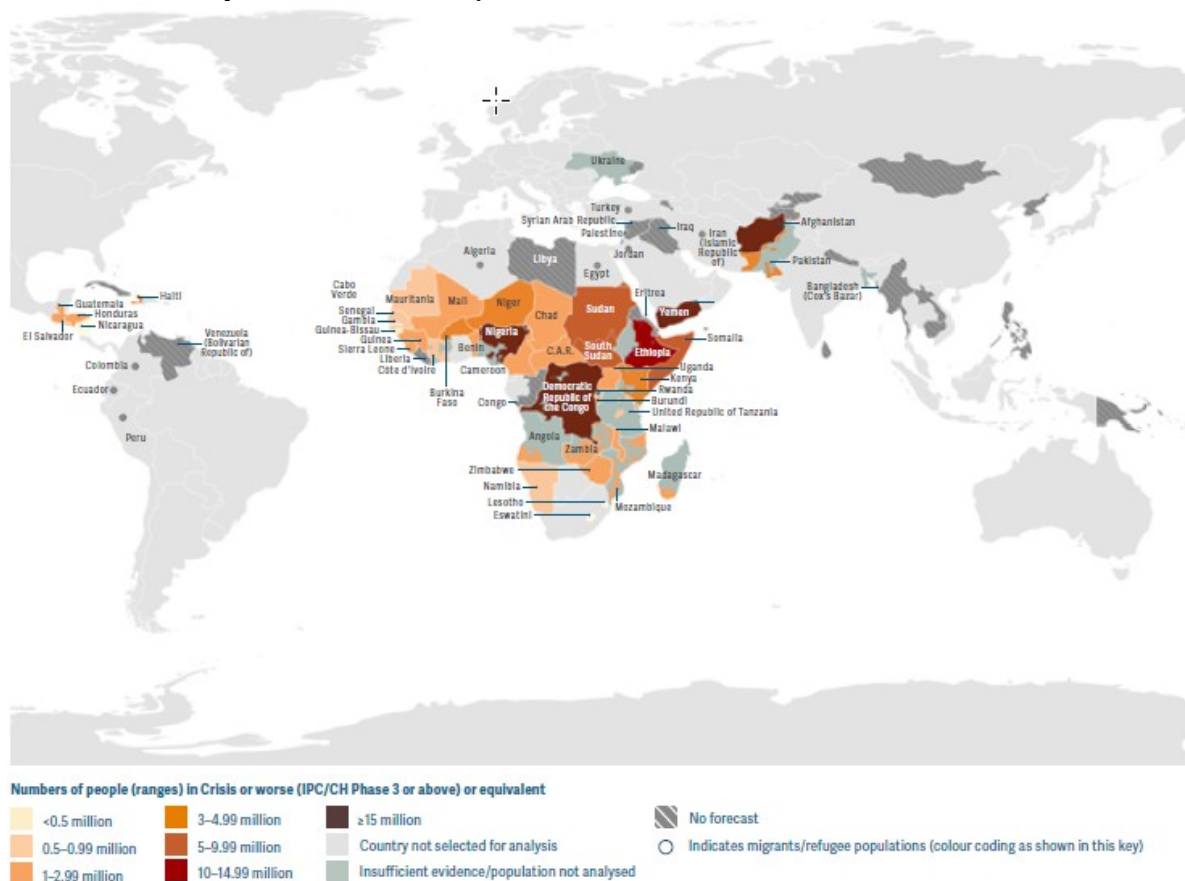 Ukraine
Turkey
Syrian Arab Republic
Palestine
Iraq
Iran
(Islamic
Republic
of)
Afghanistan
Pakistan
Jordan
Algeria
Libya
Egypt
Bangladesh
(Cox's Bazar)
Haiti
Guatemala
Honduras
Nicaragua
El Salvador
Venezuela
(Bolivarian
Republic of)
Colombia
Ecuador
Peru
Cabo
Verde
Mauritania
Mali
Niger
Chad
Sudan
Eritrea
Yemen
Senegal
Gambia
Guinea-Bissau
Guinea
Sierra Leone
Liberia
Côte d'Ivoire
Burkina
Faso
Benin
Nigeria
Cameroon
C.A.R.
South
Sudan
Ethiopia
Somalia
Uganda
Kenya
Rwanda
Burundi
United Republic of Tanzania
Congo
Democratic
Republic of
the Congo
Malawi
Angola
Zambia
Zimbabwe
Namibia
Lesotho
Eswatini
Mozambique
Madagascar
Numbers of people (ranges) in Crisis or worse (IPC/CH Phase 3 or above) or equivalent
<0.5 million
0.5–0.99 million
1–2.99 million
3–4.99 million
5–9.99 million
10–14.99 million
≥15 million
Country not selected for analysis
Insufficient evidence/population not analysed
No forecast
Indicates migrants/refugee populations (colour coding as shown in this key)